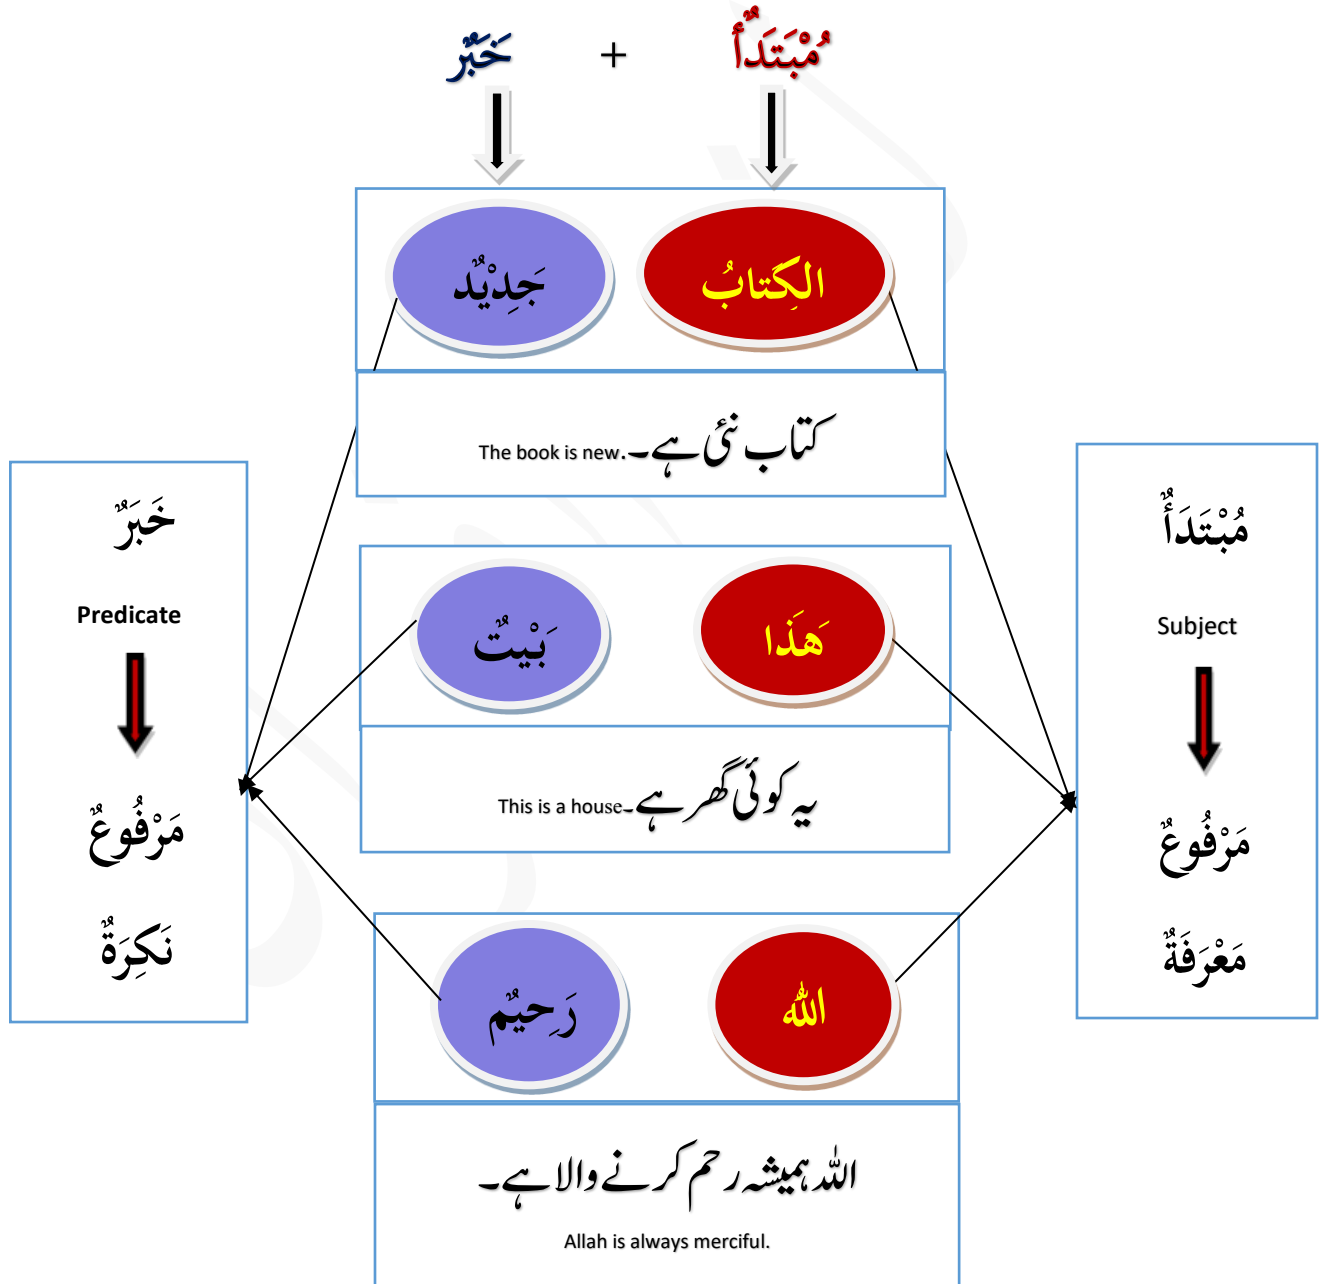 مُبْتَدَأٌ + خَبَرٌ
الكِتابُ جَدِيْدٌ
کتاب نئی ہے۔ The book is new.
هَذا بَيْتٌ
یہ کوئی گھر ہے۔ This is a house
الله رَحِيْمٌ
اللہ ہمیشہ رحم کرنے والا ہے۔
Allah is always merciful.
مُبْتَدَأٌ
Subject
مَرْفُوعٌ
مَعْرَفَةٌ
خَبَرٌ
Predicate
مَرْفُوعٌ
نَكِرَةٌ